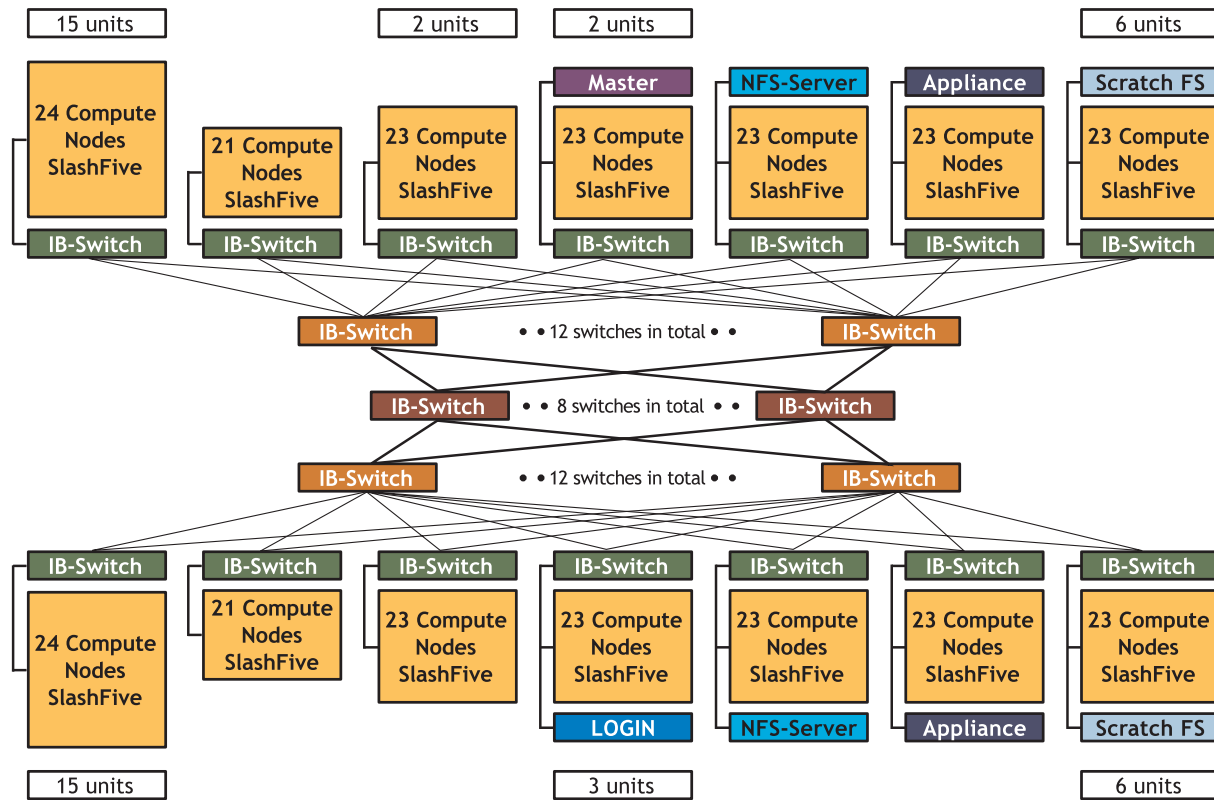 15 units
2 units
2 units
6 units
Master
NFS-Server
Appliance
Scratch FS
24 Compute
Nodes
SlashFive
21 Compute
Nodes
SlashFive
23 Compute
Nodes
SlashFive
23 Compute
Nodes
SlashFive
23 Compute
Nodes
SlashFive
23 Compute
Nodes
SlashFive
23 Compute
Nodes
SlashFive
IB-Switch
IB-Switch
IB-Switch
IB-Switch
IB-Switch
IB-Switch
IB-Switch
IB-Switch
• • 12 switches in total • •
IB-Switch
IB-Switch
• • 8 switches in total • •
IB-Switch
IB-Switch
• • 12 switches in total • •
IB-Switch
IB-Switch
IB-Switch
IB-Switch
IB-Switch
IB-Switch
IB-Switch
IB-Switch
24 Compute
Nodes
SlashFive
21 Compute
Nodes
SlashFive
23 Compute
Nodes
SlashFive
23 Compute
Nodes
SlashFive
23 Compute
Nodes
SlashFive
23 Compute
Nodes
SlashFive
23 Compute
Nodes
SlashFive
LOGIN
NFS-Server
Appliance
Scratch FS
15 units
3 units
6 units